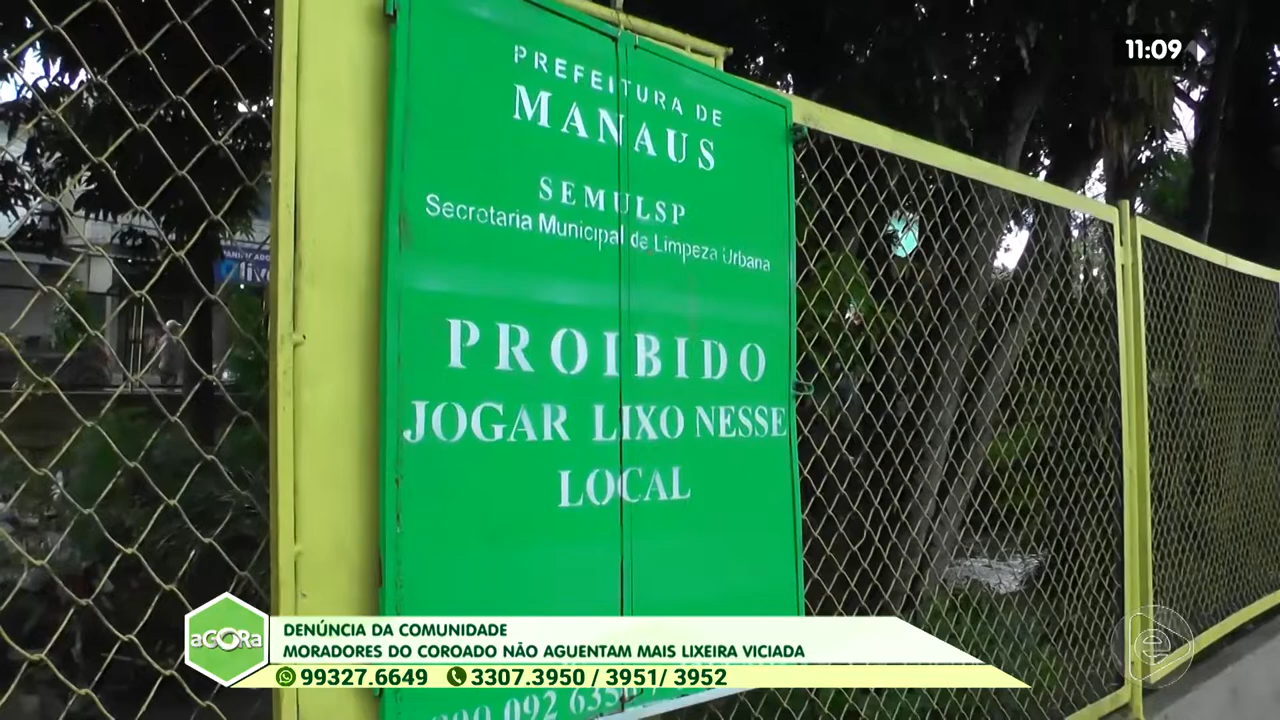 11:09
PREFEITURA DE
MANAUS
SEMULSP
Secretaria Municipal de Limpeza Urbana
PROIBIDO
JOGAR LIXO NESSE
LOCAL
aGORa
DENÚNCIA DA COMUNIDADE
MORADORES DO COROADO NÃO AGUENTAM MAIS LIXEIRA VICIADA
99327.6649 3307.3950 / 3951/ 3952
092